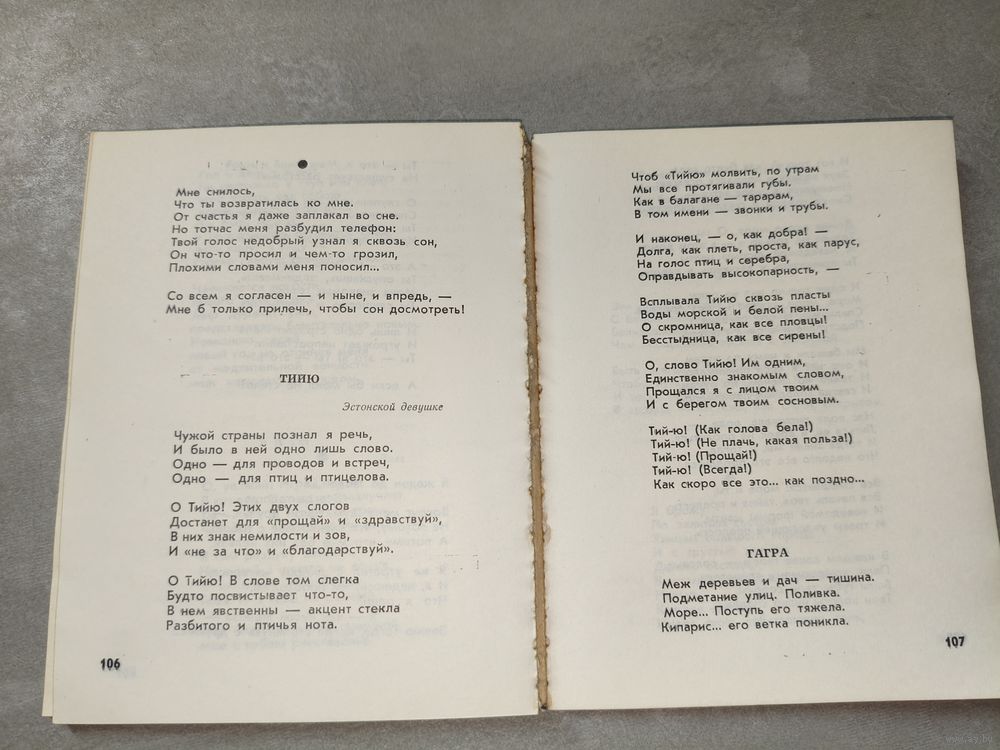 Мне снилось,
Что ты возвратилась ко мне.
От счастья я даже заплакал во сне.
Но тотчас меня разбудил телефон:
Твой голос недобрый узнал я сквозь сон,
Он что-то просил и чем-то грозил,
Плохими словами меня поносил...
Со всем я согласен — и ныне, и впредь, —
Мне б только прилечь, чтобы сон досмотреть!
ТИЙЮ
Эстонской девушке
Чужой страны познал я речь,
И было в ней одно лишь слово.
Одно — для проводов и встреч,
Одно — для птиц и птицелова.
О Тийю! Этих двух слогов
Достанет для «прощай» и «здравствуй»,
В них знак немилости и зов,
И «не за что» и «благодарствуй».
О Тийю! В слове том слегка
Будто посвистывает что-то,
В нем явственны — акцент стекла
Разбитого и птичья нота.
106
Чтоб «Тийю» молвить, по утрам
Мы все протягивали губы.
Как в балагане — тарарам,
В том имени — звонки и трубы.
И наконец, — о, как добра! —
Долга, как плеть, проста, как парус,
На голос птиц и серебра,
Оправдывать высокопарность, —
Всплывала Тийю сквозь пласты
Воды морской и белой пены...
О скромница, как все пловцы!
Бесстыдница, как все сирены!
О, слово Тийю! Им одним,
Единственно знакомым словом,
Прощался я с лицом твоим
И с берегом твоим сосновым.
Тий-ю! (Как голова бела!)
Тий-ю! (Не плачь, какая польза!)
Тий-ю! (Прощай!)
Тий-ю! (Всегда!)
Как скоро все это... как поздно...
ГАГРА
Меж деревьев и дач — тишина.
Подметание улиц. Поливка.
Море... Поступь его тяжела.
Кипарис... его ветка поникла.
107
www.ay.by